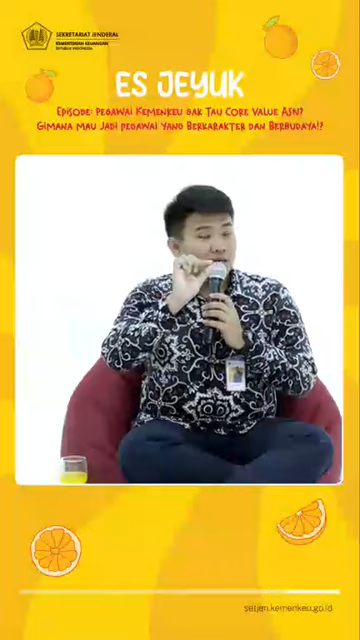 SEKRETARIAT JENDERAL
KEMENTERIAN KEUANGAN
REPUBLIK INDONESIA
ES JEYUK
EPISODE: PEGAWAI KEMENKEU GAK TAU CORE VALUE ASN?
GIMANA MAU JADI PEGAWAI YANG BERKARAKTER DAN BERBUDAYA!?
setjen.kemenkeu.go.id